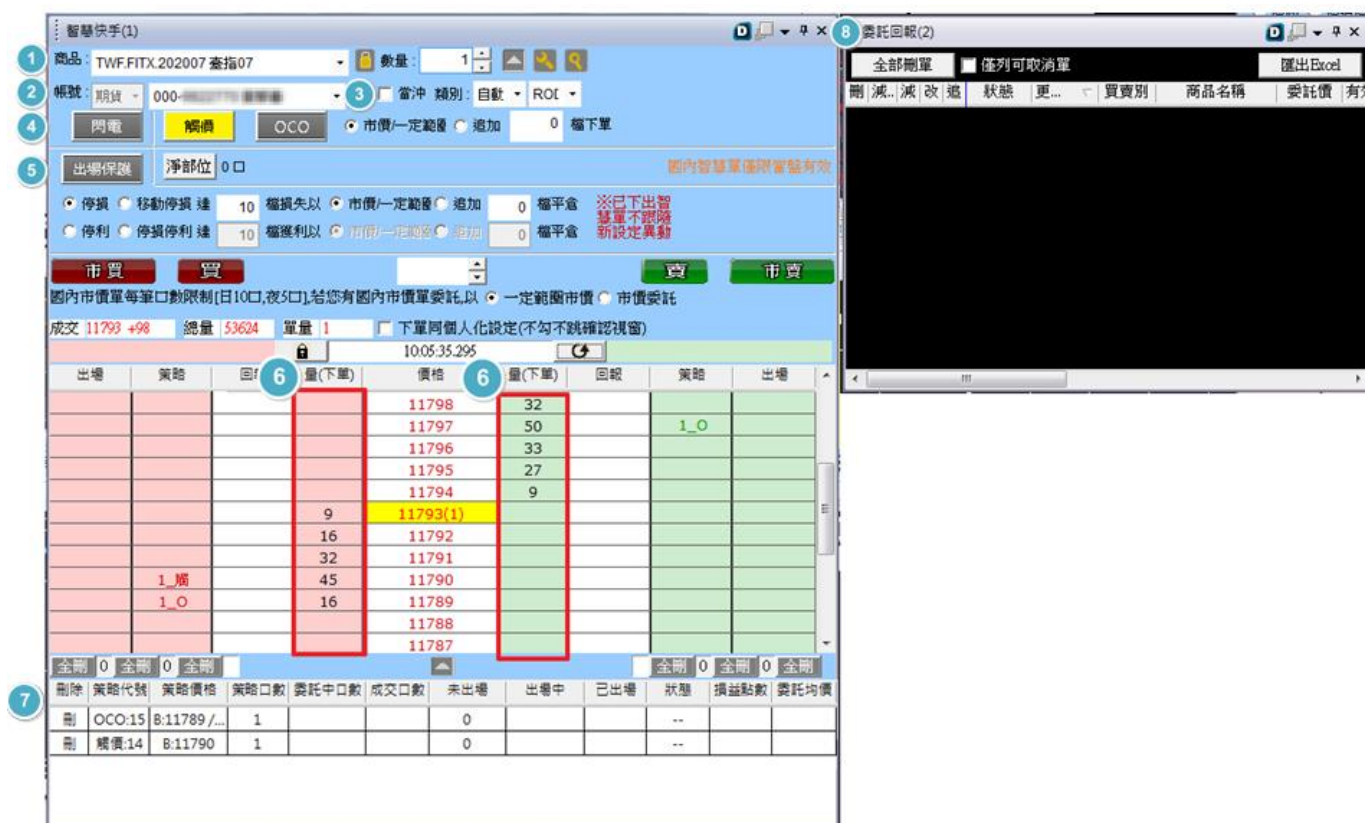 智慧快手(1)
1 商品: TWF.FITX.202007 臺指07 數量: 1
2 帳號: 期貨 000- 3 當沖 類別: 自動 ROD
4 閃電 觸價 OCO 市價/一定範圍 追加 0 檔下單
5 出場保護 淨部位 0 口 國內智慧單僅限當盤有效
停損 移動停損 達 10 檔損失以 市價/一定範圍 追加 0 檔平倉 ※已下出智
慧單不跟隨
停利 停損停利 達 10 檔獲利以 市價/一定範圍 追加 0 檔平倉 新設定異動
市買 買 賣 市賣
國內市價單每筆口數限制[日10口,夜5口],若您有國內市價單委託,以 一定範圍市價 市價委託
成交 11793 +98 總量 53624 單量 1 下單同個人化設定(不勾不跳確認視窗)
10:05:35.295
出場 策略 回 6 量(下單) 價格 6 量(下單) 回報 策略 出場
11798 32
11797 50 1_O
11796 33
11795 27
11794 9
9 11793(1)
16 11792
32 11791
1_觸 45 11790
1_O 16 11789
11788
11787
全刪 0 全刪 0 全刪 全刪 0 全刪 0 全刪
7 刪除 策略代號 策略價格 策略口數 委託中口數 成交口數 未出場 出場中 已出場 狀態 損益點數 委託均價
刪 OCO:15 B:11789 /... 1 0 --
刪 觸價:14 B:11790 1 0 --
8 委託回報(2)
全部刪單 僅列可取消單 匯出Excel
刪 減.. 減 改 追 狀態 更... 買賣別 商品名稱 委託價 有效